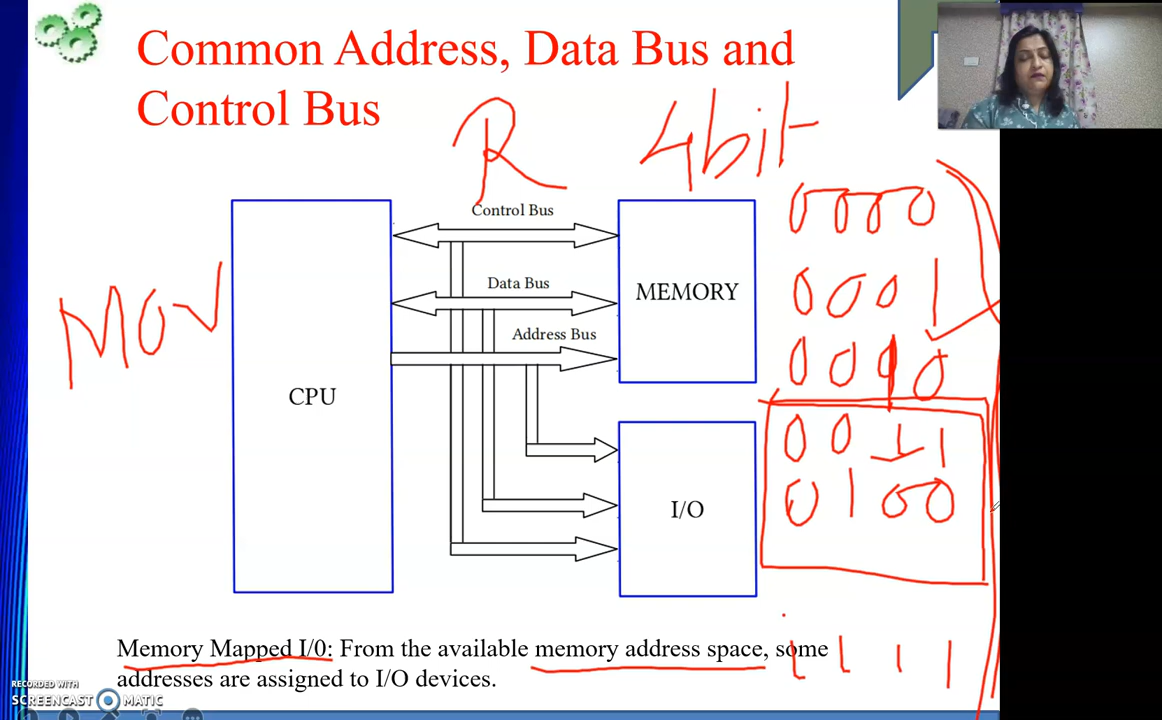 Common Address, Data Bus and
Control Bus
R
4bit
Control Bus
0000
MOV
Data Bus
MEMORY
0001
Address Bus
0010
CPU
0011
0100
I/O
Memory Mapped I/0: From the available memory address space, some
addresses are assigned to I/O devices.
1111
RECORDED WITH
SCREENCAST MATIC